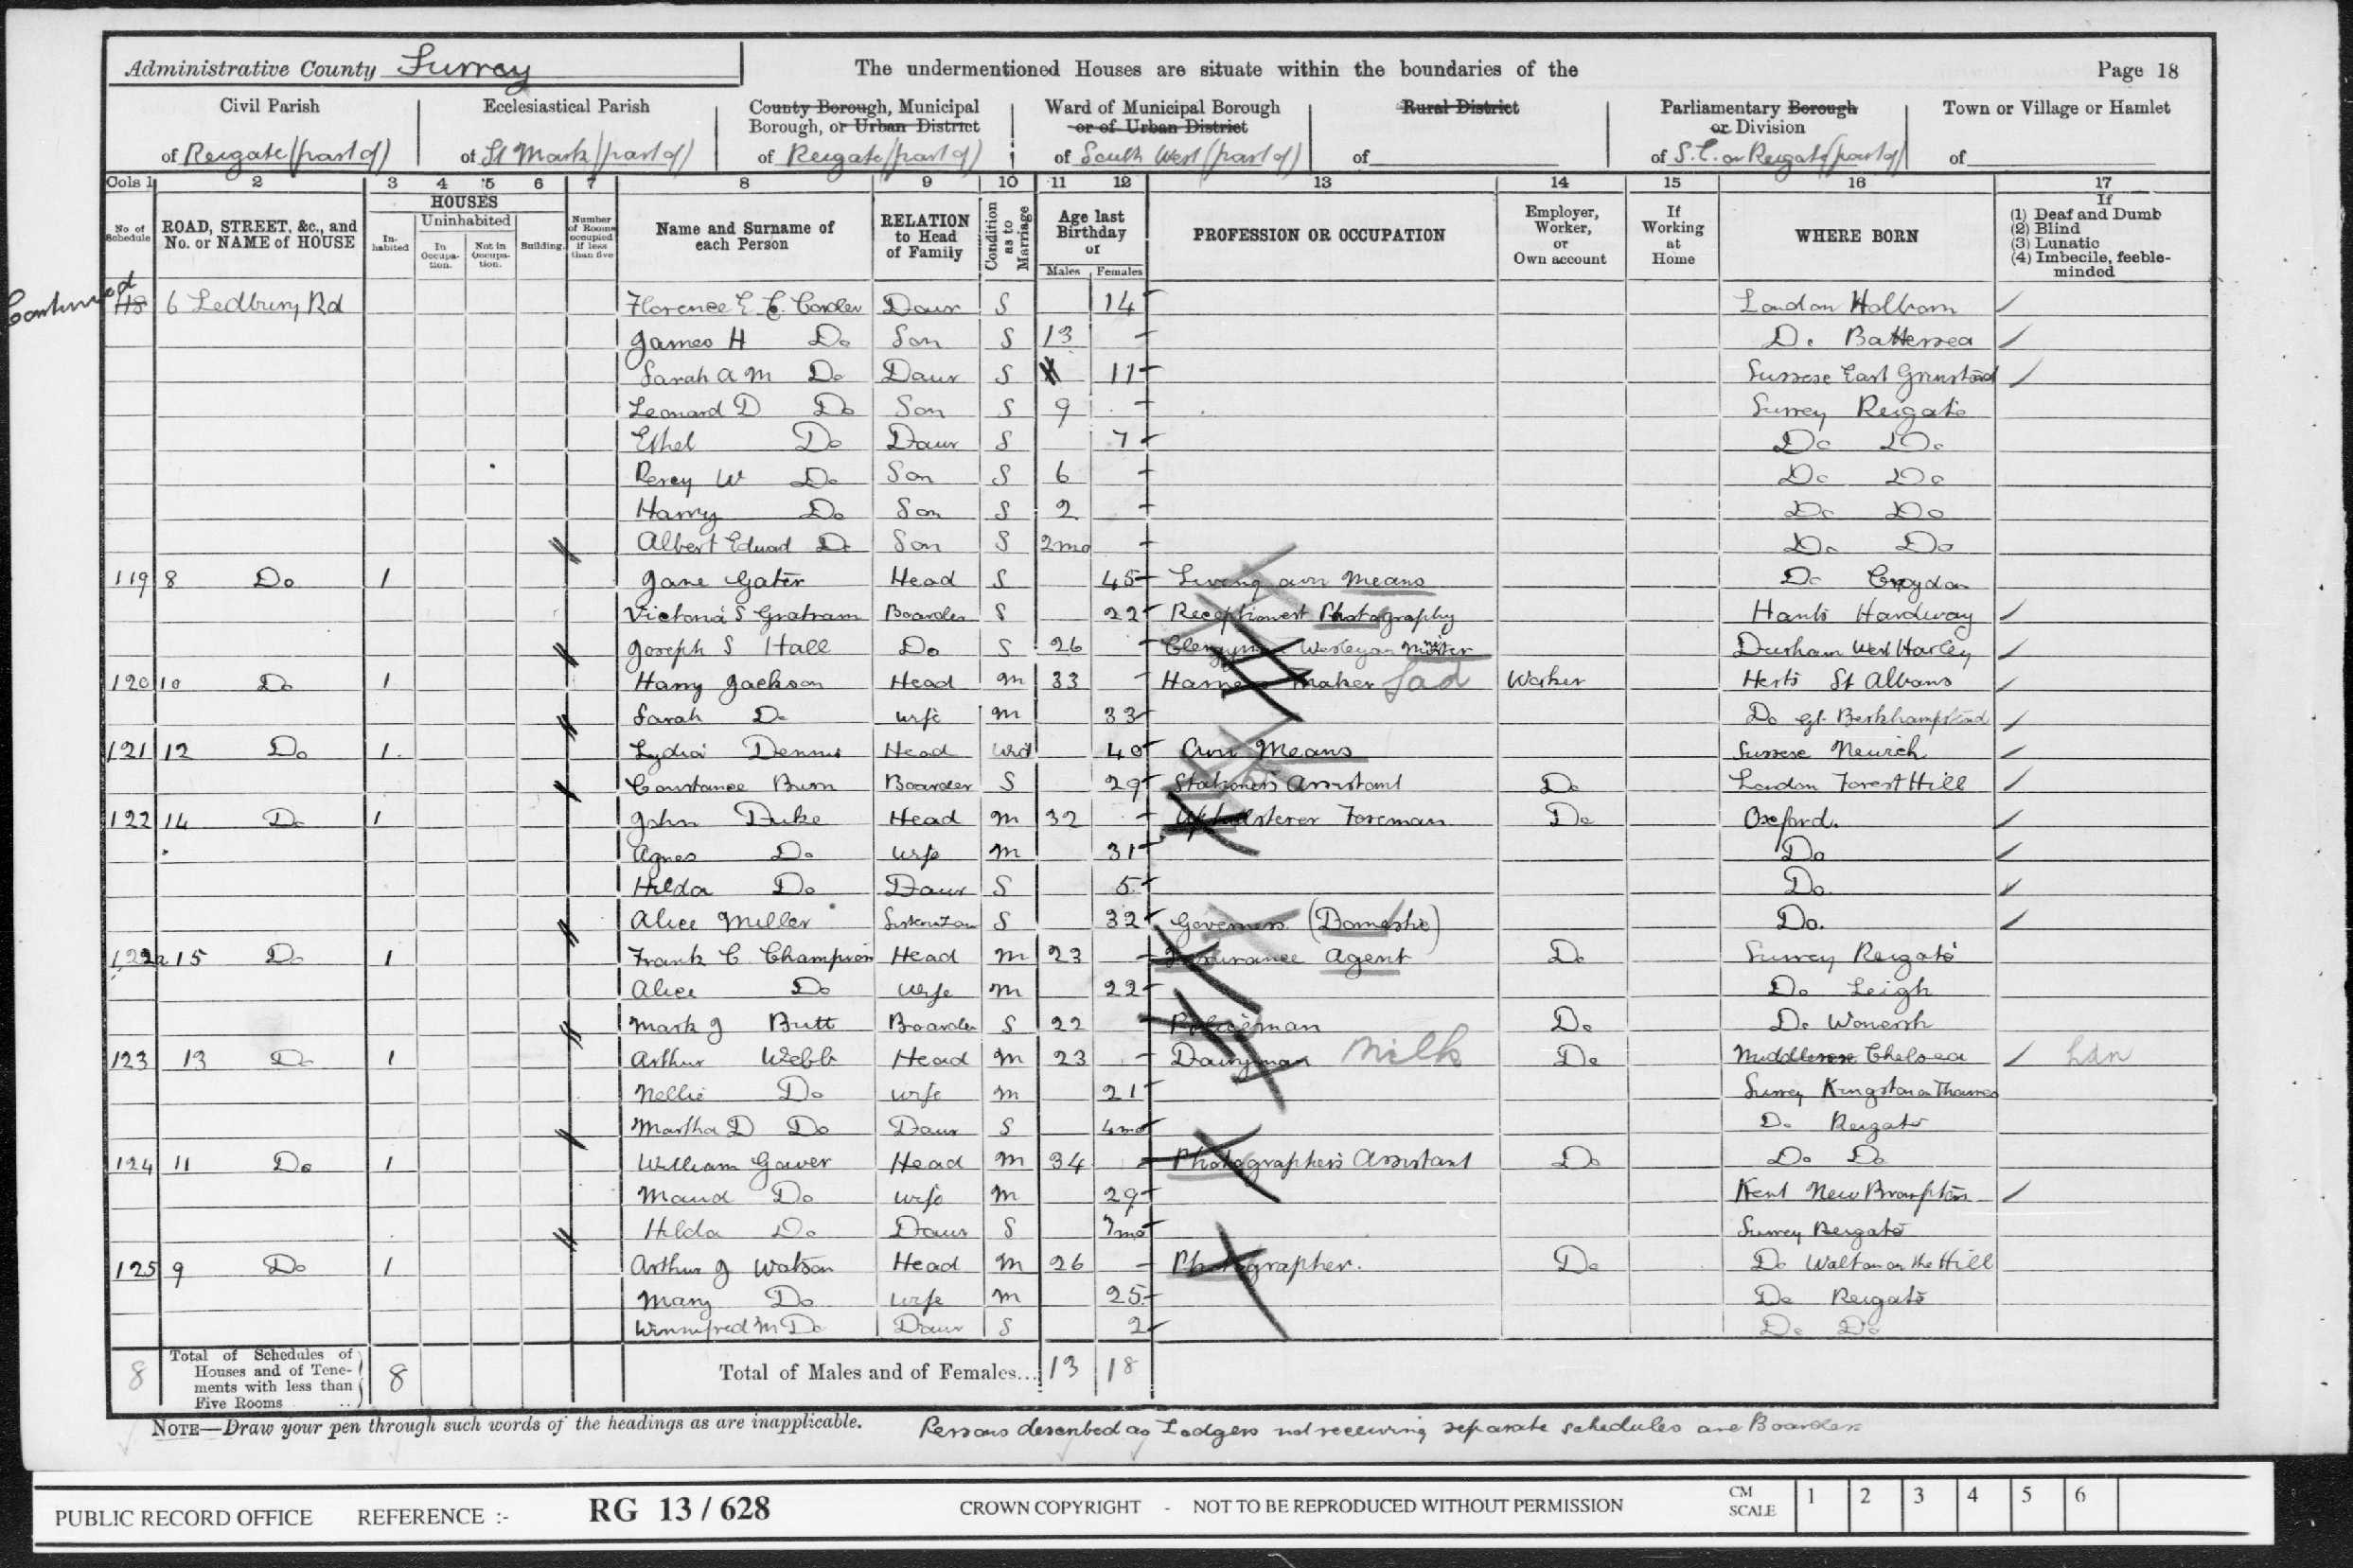 Administrative County Surrey
The undermentioned Houses are situate within the boundaries of the
Page 18
Civil Parish
of Reigate (part of)
Ecclesiastical Parish
of St Mark (part of)
County Borough, Municipal Borough, or Urban District
of Reigate (part of)
Ward of Municipal Borough or of Urban District
of South West (part of)
Rural District
of
Parliamentary Borough or Division
of S.E. or Reigate (part of)
Town or Village or Hamlet
of
Cols 1 2 3 4 5 6 7 8 9 10 11 12 13 14 15 16 17
No. of Schedule
ROAD, STREET, &c., and No. or NAME of HOUSE
HOUSES
Inhabited
Uninhabited
In Occupation.
Not in Occupation.
Building.
Number of Rooms occupied if less than five
Name and Surname of each Person
RELATION to Head of Family
Condition as to Marriage
Age last Birthday of
Males Females
PROFESSION OR OCCUPATION
Employer, Worker, or Own account
If Working at Home
WHERE BORN
If
(1) Deaf and Dumb
(2) Blind
(3) Lunatic
(4) Imbecile, feeble-minded
Continued
118 6 Ledbury Rd Florence E. E. Corder Daur S 14 London Holborn
James H Do Son S 13 Do Battersea
Sarah A M Do Daur S 11 Sussex East Grinstead
Leonard D Do Son S 9 Surrey Reigate
Ethel Do Daur S 7 Do Do
Percy W Do Son S 6 Do Do
Harry Do Son S 2 Do Do
Albert Edward Do Son S 2mo Do Do
119 8 Do 1 Jane Gater Head S 45 Living own Means Do Croydon
Victoria S Gratram Boarder S 22 Receptionist Photography Hants Hardway
Joseph S Hall Do S 26 Clergyman Wesleyan Minister Durham West Harley
120 10 Do 1 Harry Jackson Head M 33 Harness Maker Sad Worker Herts St Albans
Sarah Do Wife M 33 Do Gt. Berkhampstead
121 12 Do 1 Lydia Dennis Head Wid 40 Own Means Sussex
Constance Burn Boarder S 29 Stationers Assistant Do London Forest Hill
122 14 Do 1 John Duke Head M 32 Upholsterer Foreman Do Oxford.
Agnes Do Wife M 31 Do
Hilda Do Daur S 5 Do
Alice Miller Sister in Law S 32 Governess (Domestic) Do.
122a 15 Do 1 Frank C Champion Head M 23 Insurance Agent Do Surrey Reigate
Alice Do Wife M 22 Do Leigh
Mark J Butt Boarder S 22 Policeman Do Do Wonersh
123 13 Do 1 Arthur Webb Head M 23 Dairyman Milk Do Middlesex Chelsea Ldn
Nellie Do Wife M 21 Surrey Kingston on Thames
Martha D Do Daur S 4mo Do Reigate
124 11 Do 1 William Gower Head M 34 Photographers Assistant Do Do Do
Maud Do Wife M 29 Kent New Brompton
Hilda Do Daur S 7mo Surrey Reigate
125 9 Do 1 Arthur J Watson Head M 26 Photographer. Do Do Walton on the Hill
Mary Do Wife M 25 Do Reigate
Winnifred M Do Daur S 2 Do Do
8 Total of Schedules of Houses and of Tenements with less than Five Rooms .. 8 Total of Males and of Females... 13 18
NOTE—Draw your pen through such words of the headings as are inapplicable.
Persons described as Lodgers not receiving separate schedules are Boarders
PUBLIC RECORD OFFICE REFERENCE :- RG 13 / 628 CROWN COPYRIGHT - NOT TO BE REPRODUCED WITHOUT PERMISSION CM SCALE 1 2 3 4 5 6